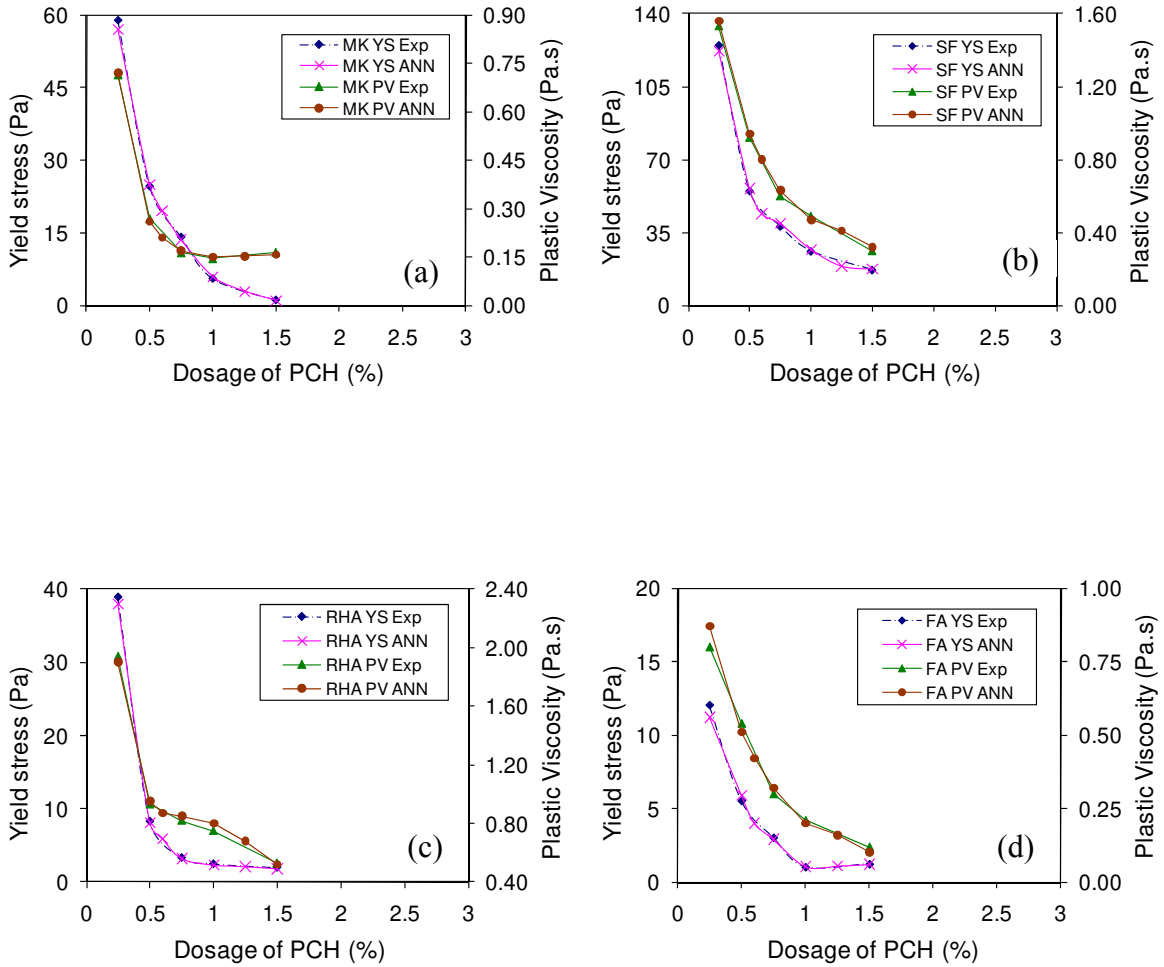 60
45
30
15
0
Yield stress (Pa)
0.90
0.75
0.60
0.45
0.30
0.15
0.00
Plastic Viscosity (Pa.s)
MK YS Exp
MK YS ANN
MK PV Exp
MK PV ANN
(a)
0 0.5 1 1.5 2 2.5 3
Dosage of PCH (%)
140
105
70
35
0
Yield stress (Pa)
1.60
1.20
0.80
0.40
0.00
Plastic Viscosity (Pa.s)
SF YS Exp
SF YS ANN
SF PV Exp
SF PV ANN
(b)
0 0.5 1 1.5 2 2.5 3
Dosage of PCH (%)
40
30
20
10
0
Yield stress (Pa)
2.40
2.00
1.60
1.20
0.80
0.40
Plastic Viscosity (Pa.s)
RHA YS Exp
RHA YS ANN
RHA PV Exp
RHA PV ANN
(c)
0 0.5 1 1.5 2 2.5 3
Dosage of PCH (%)
20
15
10
5
0
Yield stress (Pa)
1.00
0.75
0.50
0.25
0.00
Plastic Viscosity (Pa.s)
FA YS Exp
FA YS ANN
FA PV Exp
FA PV ANN
(d)
0 0.5 1 1.5 2 2.5 3
Dosage of PCH (%)